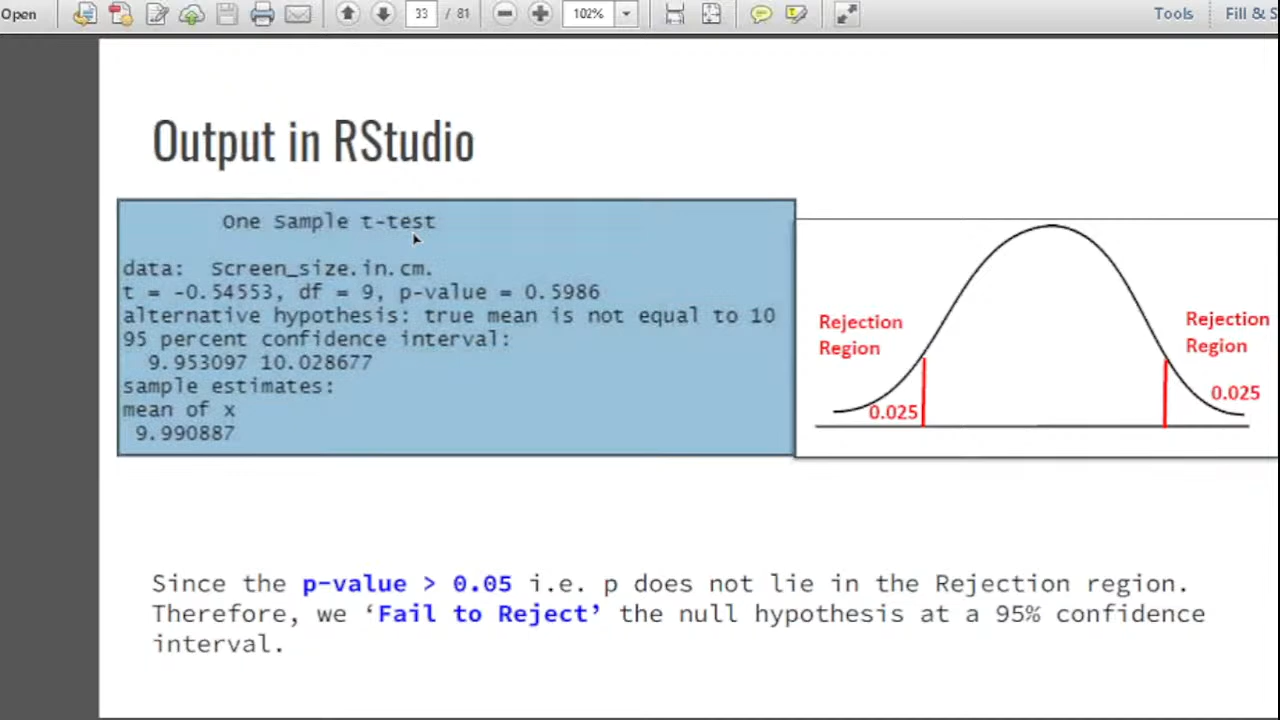 Open 33 / 81 102% Tools Fill & S
Output in RStudio
One Sample t-test
data: Screen_size.in.cm.
t = -0.54553, df = 9, p-value = 0.5986
alternative hypothesis: true mean is not equal to 10
95 percent confidence interval:
9.953097 10.028677
sample estimates:
mean of x
9.990887
Rejection
Region
0.025
Rejection
Region
0.025
Since the p-value > 0.05 i.e. p does not lie in the Rejection region.
Therefore, we ‘Fail to Reject’ the null hypothesis at a 95% confidence
interval.